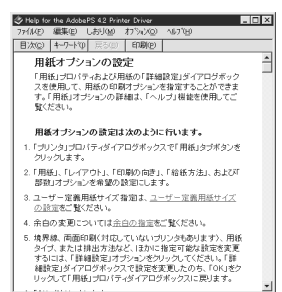 Help for the AdobePS 4.2 Printer Driver
ファイル(F) 編集(E) しおり(M) オプション(O) ヘルプ(H)
目次(C) キーワード(I) 戻る(B) 印刷(P)
用紙オプションの設定
「用紙」プロパティおよび用紙の「詳細設定」ダイアログボック
スを使用して、用紙の印刷オプションを指定することができま
す。「用紙」オプションの詳細は、「ヘルプ」機能を使用してご
覧ください。
用紙オプションの設定は次のように行います。
1. 「プリンタ」プロパティダイアログボックスで「用紙」タブボタンを
クリックします。
2. 「用紙」、「レイアウト」、「印刷の向き」、「給紙方法」、および「
部数」オプションを希望の設定にします。
3. ユーザー定義用紙サイズ指定は、ユーザー定義用紙サイズ
の設定をご覧ください。
4. 余白の変更については余白の指定をご覧ください。
5. 境界線、両面印刷（対応していないプリンタもあります）、用紙
タイプ、または排出方法など、ほかに指定可能な設定を変更
するには、「詳細設定」オプションをクリックしてください。「詳
細設定」ダイアログボックスで設定を変更したのち、「OK」をク
リックして「用紙」プロパティダイアログボックスに戻ります。